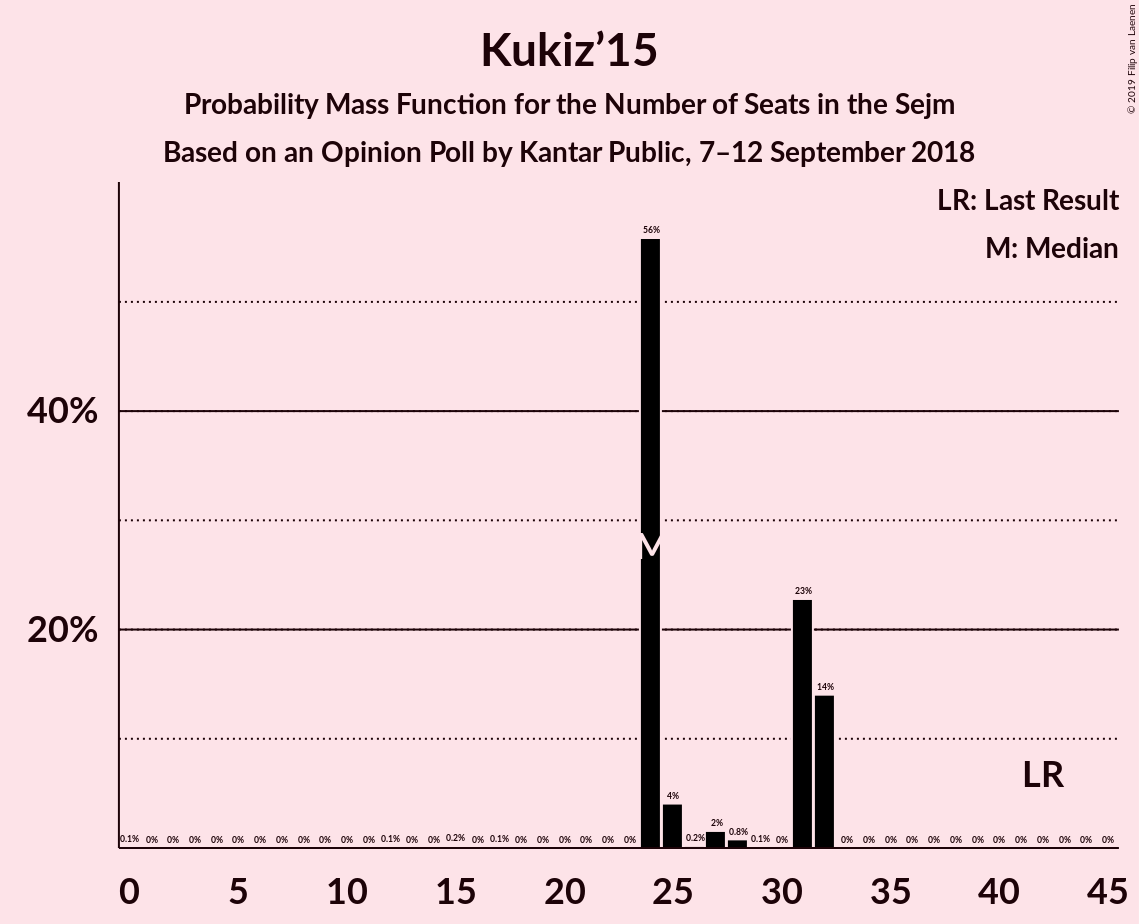 Kukiz’15
Probability Mass Function for the Number of Seats in the Sejm
Based on an Opinion Poll by Kantar Public, 7–12 September 2018
© 2019 Filip van Laenen
LR: Last Result
M: Median
56%
40%
M
23%
20%
14%
LR
0.1% 0% 0% 0% 0% 0% 0% 0% 0% 0% 0% 0% 0.1% 0% 0% 0.2% 0% 0.1% 0% 0% 0% 0% 0% 0% 4% 0.2% 2% 0.8% 0.1% 0% 0% 0% 0% 0% 0% 0% 0% 0% 0% 0% 0% 0% 0%
0 5 10 15 20 25 30 35 40 45